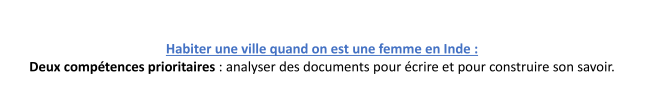 Habiter une ville quand on est une femme en Inde :
Deux compétences prioritaires : analyser des documents pour écrire et pour construire son savoir.